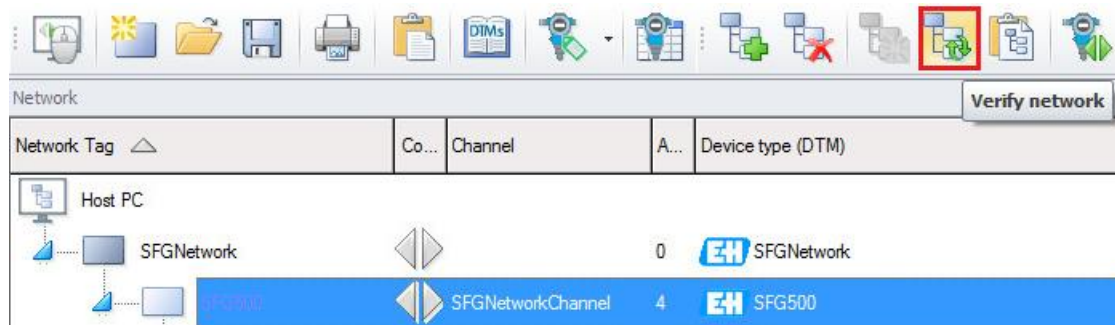 DTMs
Network
Verify network
Network Tag Co... Channel A... Device type (DTM)
Host PC
SFGNetwork 0 E+H SFGNetwork
SFG500 SFGNetworkChannel 4 E+H SFG500